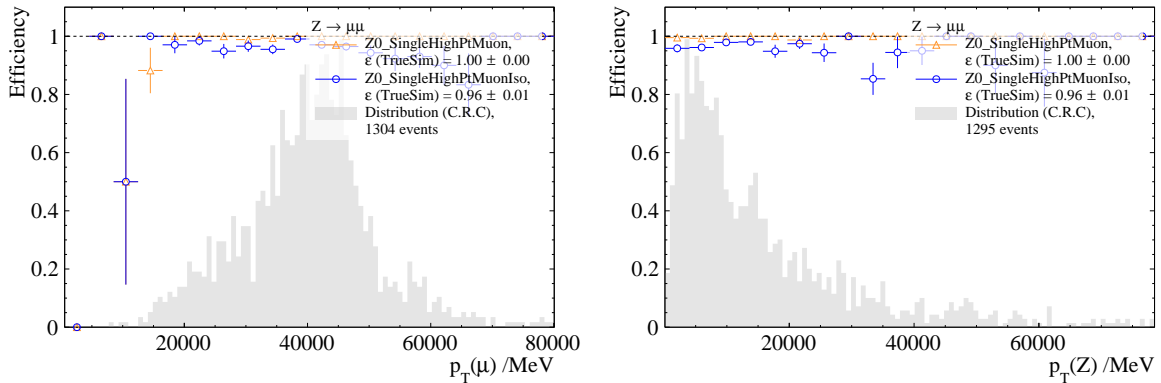 Z → μμ
Z0_SingleHighPtMuon,
ε (TrueSim) = 1.00 ± 0.00
Z0_SingleHighPtMuonIso,
ε (TrueSim) = 0.96 ± 0.01
Distribution (C.R.C),
1304 events
Efficiency
1
0.8
0.6
0.4
0.2
0
20000
40000
60000
80000
p_T(μ) /MeV
Z → μμ
Z0_SingleHighPtMuon,
ε (TrueSim) = 1.00 ± 0.00
Z0_SingleHighPtMuonIso,
ε (TrueSim) = 0.96 ± 0.01
Distribution (C.R.C),
1295 events
Efficiency
1
0.8
0.6
0.4
0.2
0
20000
40000
60000
p_T(Z) /MeV